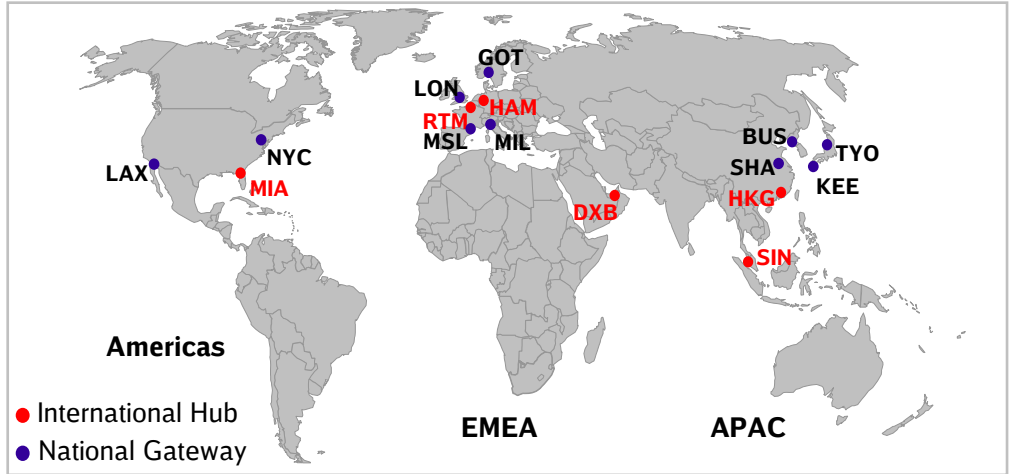 GOT
LON
HAM
RTM
MSL
MIL
BUS
TYO
SHA
KEE
NYC
LAX
MIA
HKG
DXB
SIN
Americas
International Hub
EMEA
APAC
National Gateway